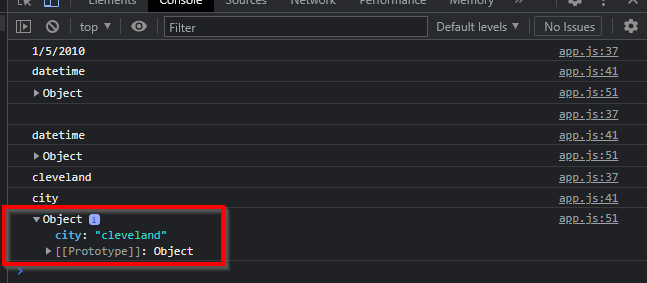 Elements Console Sources Network Performance Memory
top Filter Default levels No Issues
1/5/2010 app.js:37
datetime app.js:41
Object app.js:51
app.js:37
datetime app.js:41
Object app.js:51
cleveland app.js:37
city app.js:41
Object i app.js:51
city: "cleveland"
[[Prototype]]: Object